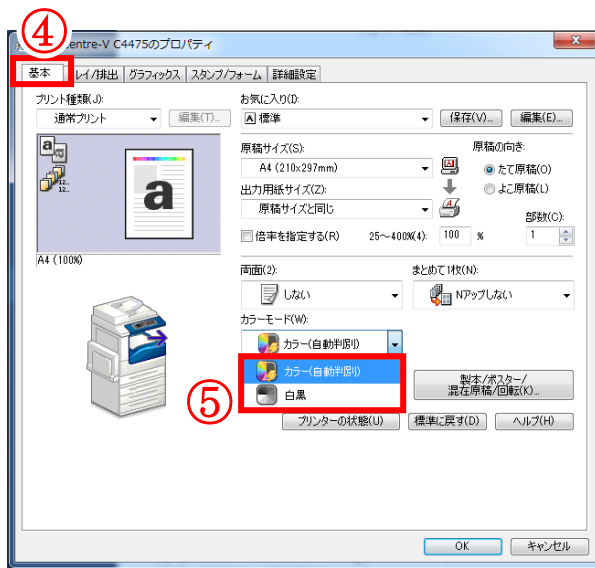 ④
entre-V C4475のプロパティ
基本 レイ/排出 グラフィックス スタンプ/フォーム 詳細設定
プリント種類(J):
通常プリント 編集(T)...
お気に入り(I):
標準 保存(V)... 編集(E)...
原稿サイズ(S):
A4 (210x297mm)
原稿の向き:
たて原稿(O)
よこ原稿(L)
出力用紙サイズ(Z):
原稿サイズと同じ
部数(C):
倍率を指定する(R) 25～400%(4): 100 % 1
a
12..
12..
a
A4 (100%)
両面(2):
しない
まとめて1枚(N):
Nアップしない
カラーモード(W):
カラー(自動判別)
カラー(自動判別)
白黒
⑤
製本/ポスター/
混在原稿/回転(K)...
プリンターの状態(U) 標準に戻す(D) ヘルプ(H)
OK キャンセル